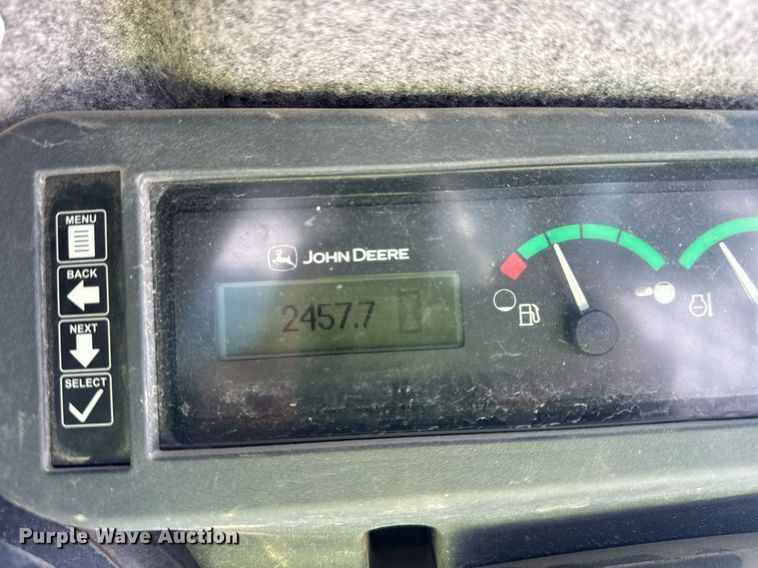 MENU
BACK
NEXT
SELECT
JOHN DEERE
2457.7
Purple Wave Auction